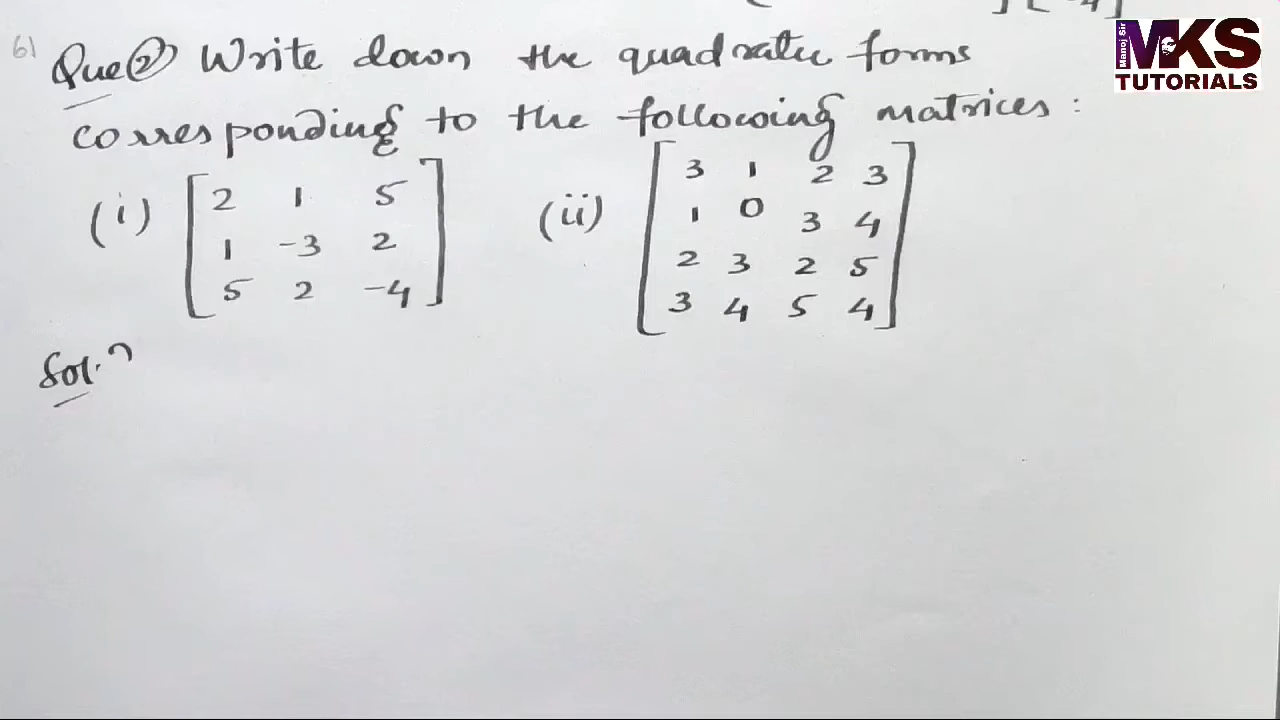 61
Que(2) Write down the quadratic forms
corresponding to the following matrices :
(i) [ 2 1 5
1 -3 2
5 2 -4 ]
(ii) [ 3 1 2 3
1 0 3 4
2 3 2 5
3 4 5 4 ]
Sol.ⁿ
Manoj Sir
MKS
TUTORIALS